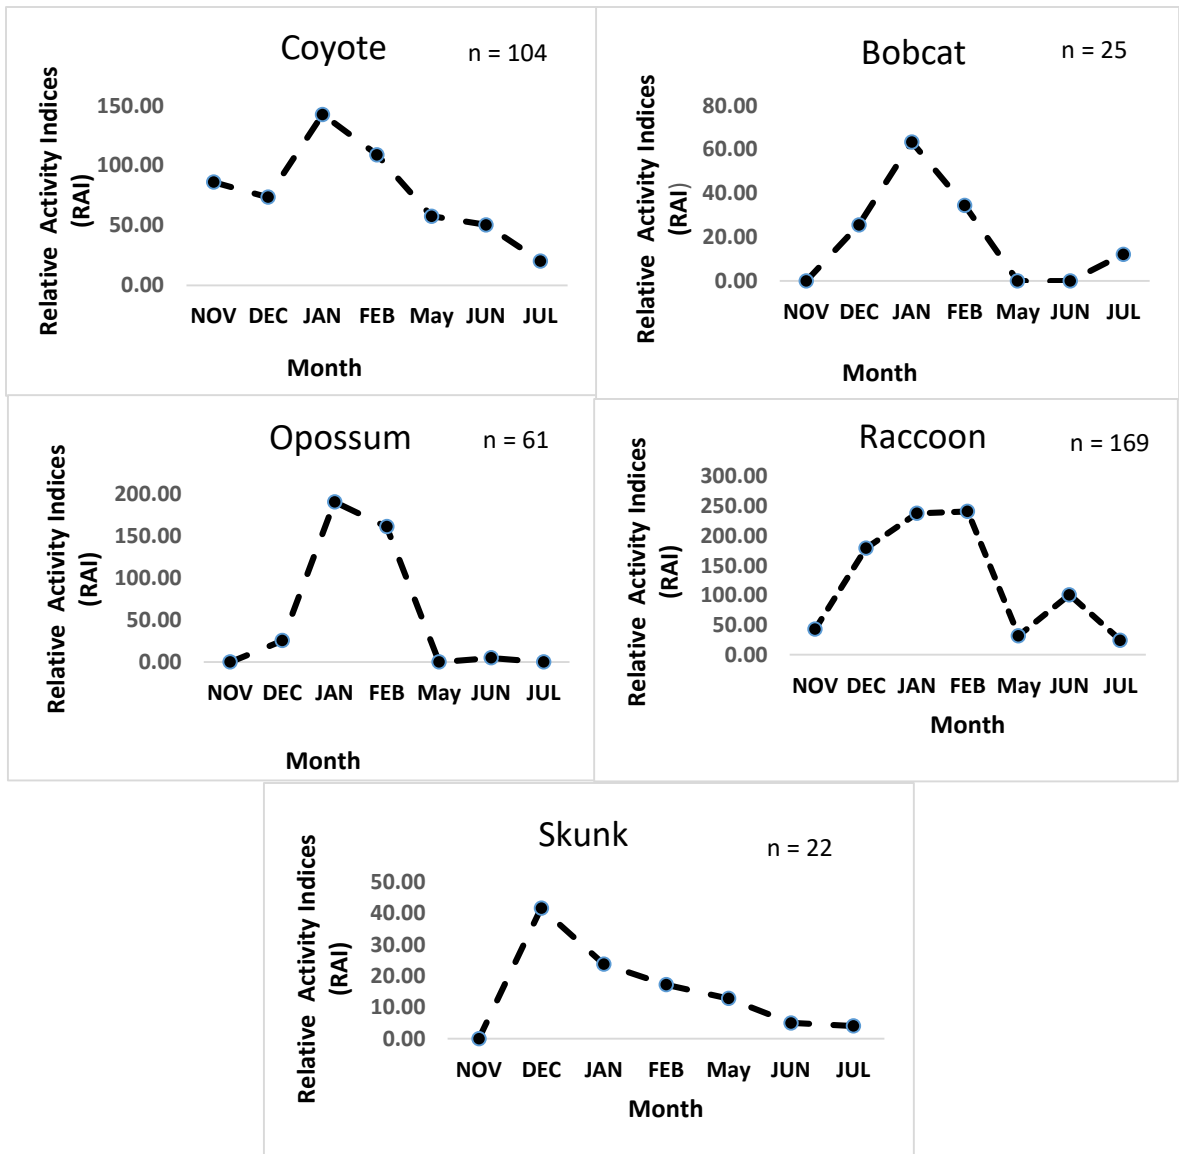 Coyote
n = 104
Relative Activity Indices
(RAI)
150.00
100.00
50.00
0.00
NOV DEC JAN FEB May JUN JUL
Month
Bobcat
n = 25
Relative Activity Indices
(RAI)
80.00
60.00
40.00
20.00
0.00
NOV DEC JAN FEB May JUN JUL
Month
Opossum
n = 61
Relative Activity Indices
(RAI)
200.00
150.00
100.00
50.00
0.00
NOV DEC JAN FEB May JUN JUL
Month
Raccoon
n = 169
Relative Activity Indices
(RAI)
300.00
250.00
200.00
150.00
100.00
50.00
0.00
NOV DEC JAN FEB May JUN JUL
Month
Skunk
n = 22
Relative Activity Indices
(RAI)
50.00
40.00
30.00
20.00
10.00
0.00
NOV DEC JAN FEB May JUN JUL
Month